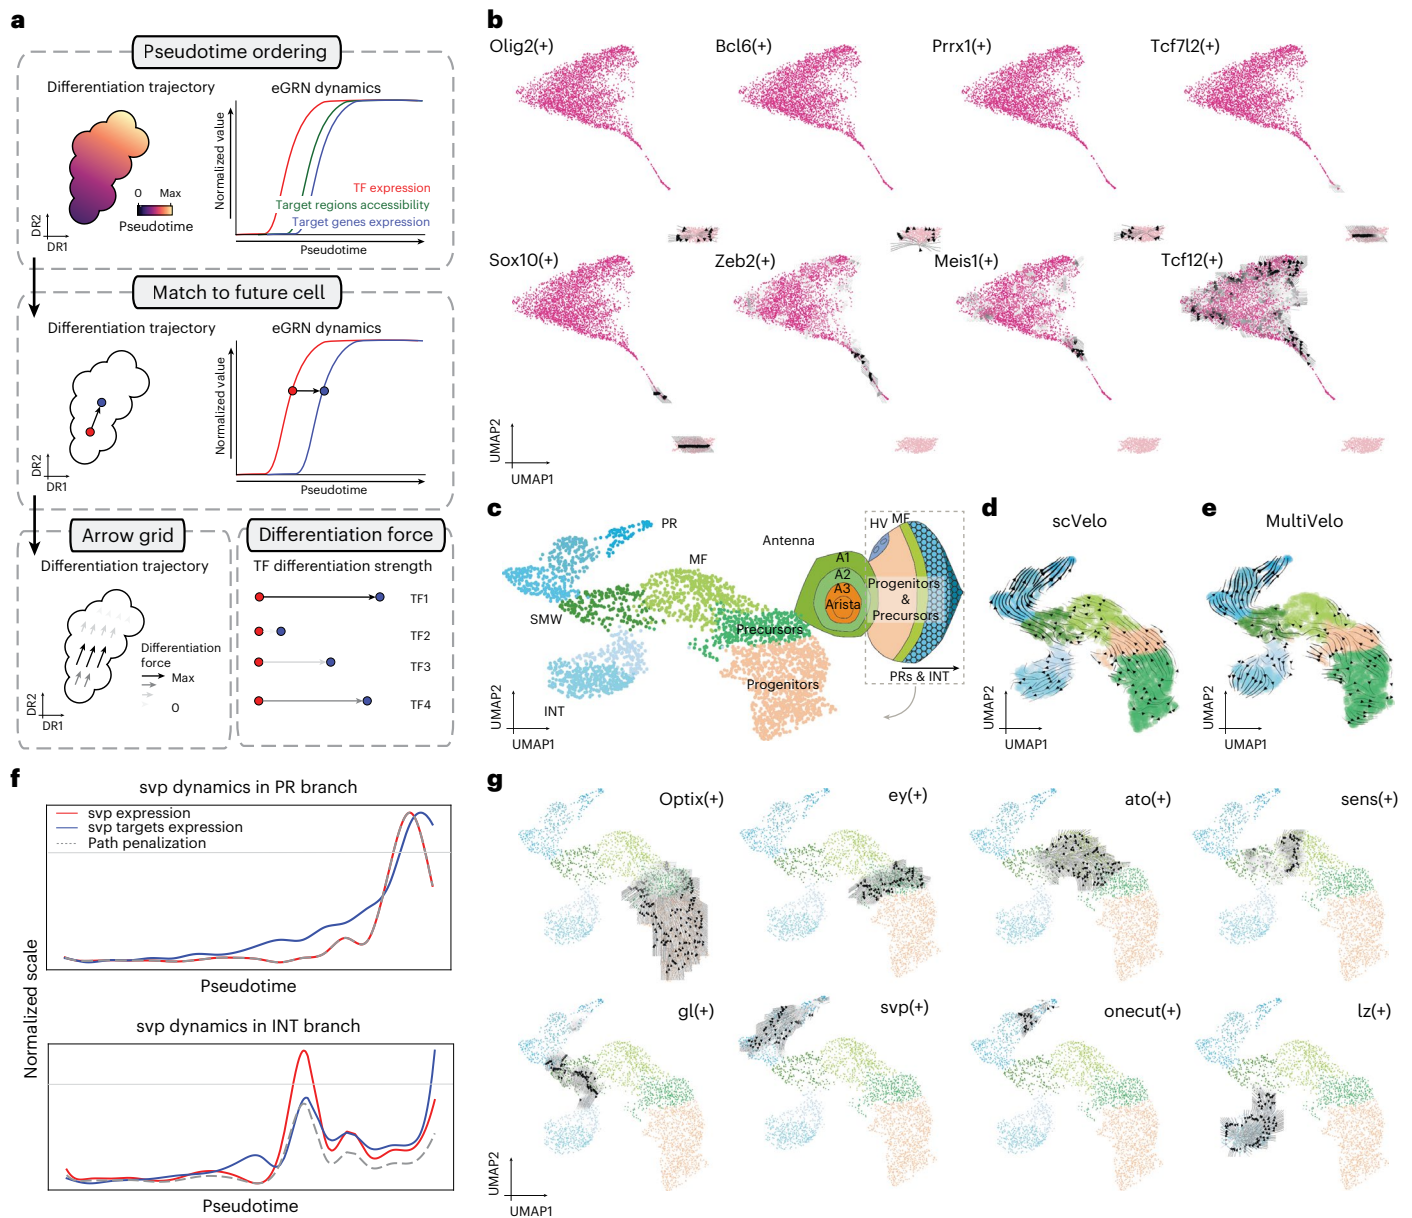 a
Pseudotime ordering
Differentiation trajectory
eGRN dynamics
Normalized value
TF expression
Target regions accessibility
Target genes expression
0 Max
Pseudotime
DR2
DR1
Pseudotime
Match to future cell
Differentiation trajectory
eGRN dynamics
Normalized value
DR2
DR1
Pseudotime
Arrow grid
Differentiation trajectory
Differentiation
force
Max
0
DR2
DR1
Differentiation force
TF differentiation strength
TF1
TF2
TF3
TF4
b
Olig2(+)
Bcl6(+)
Prrx1(+)
Tcf7l2(+)
Sox10(+)
Zeb2(+)
Meis1(+)
Tcf12(+)
UMAP2
UMAP1
c
PR
MF
SMW
Precursors
Progenitors
INT
Antenna
HV
MF
A1
A2
A3
Arista
Progenitors
&
Precursors
PRs & INT
UMAP2
UMAP1
d
scVelo
UMAP2
UMAP1
e
MultiVelo
UMAP2
UMAP1
f
svp dynamics in PR branch
svp expression
svp targets expression
Path penalization
Pseudotime
Normalized scale
svp dynamics in INT branch
Pseudotime
g
Optix(+)
ey(+)
ato(+)
sens(+)
gl(+)
svp(+)
onecut(+)
lz(+)
UMAP2
UMAP1